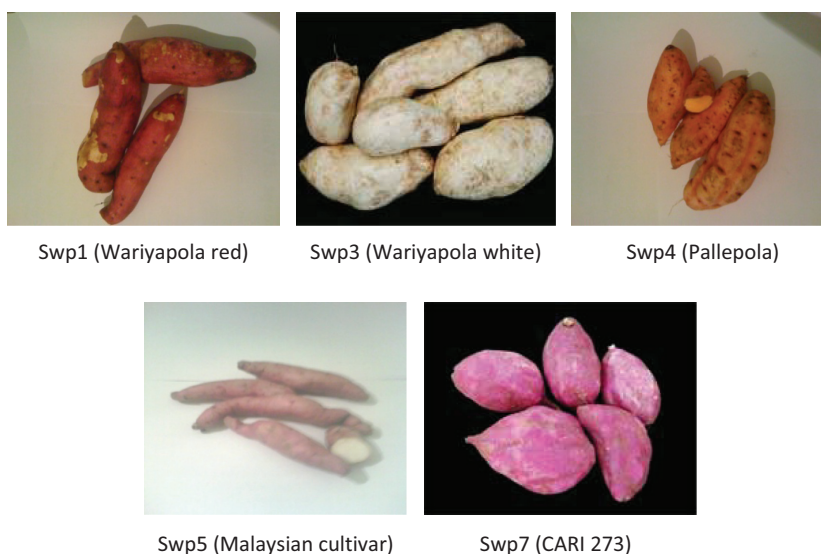 Swp1 (Wariyapola red)
Swp3 (Wariyapola white)
Swp4 (Pallepola)
Swp5 (Malaysian cultivar)
Swp7 (CARI 273)